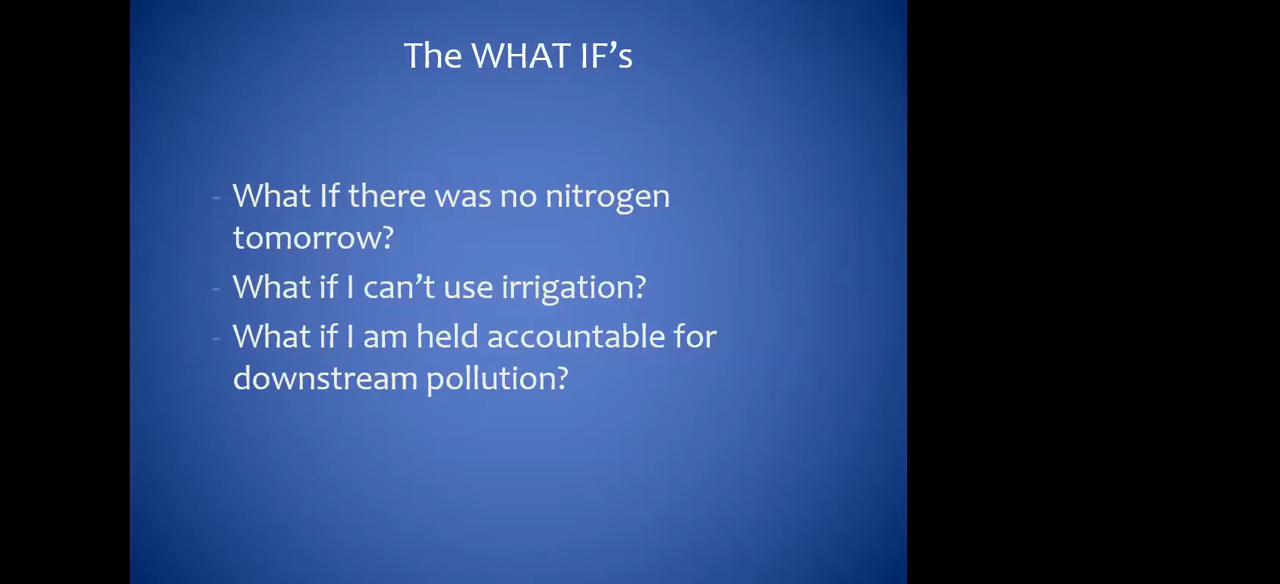 The WHAT IF’s
- What If there was no nitrogen
tomorrow?
- What if I can’t use irrigation?
- What if I am held accountable for
downstream pollution?